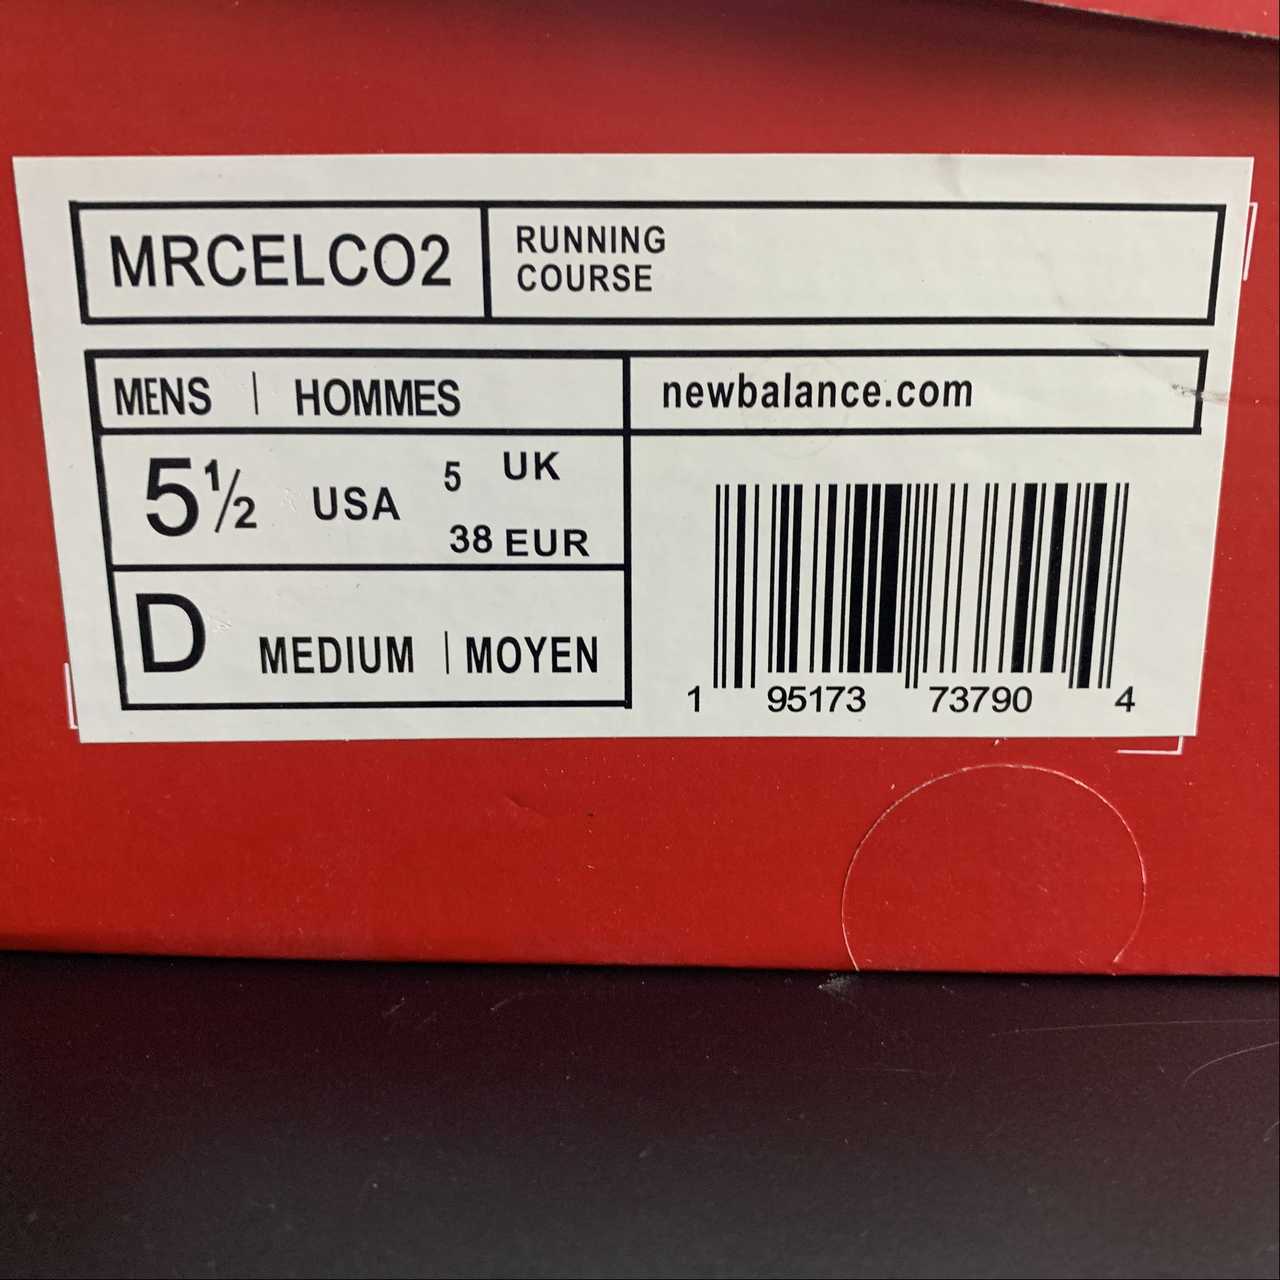 MRCELCO2
RUNNING
COURSE
MENS | HOMMES
newbalance.com
5½ USA
5 UK
38 EUR
D MEDIUM | MOYEN
1 95173 73790 4